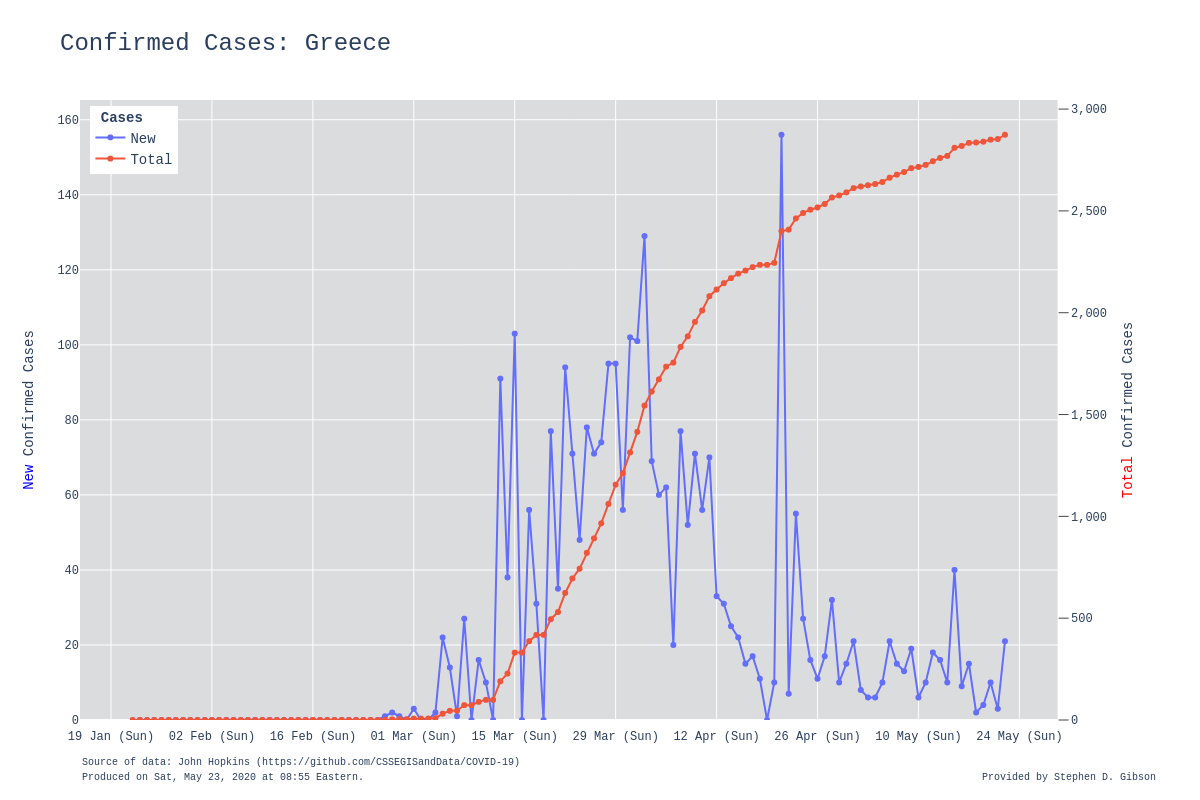 Confirmed Cases: Greece
Cases
New
Total
160
140
120
100
80
60
40
20
0
3,000
2,500
2,000
1,500
1,000
500
0
New Confirmed Cases
Total Confirmed Cases
19 Jan (Sun) 02 Feb (Sun) 16 Feb (Sun) 01 Mar (Sun) 15 Mar (Sun) 29 Mar (Sun) 12 Apr (Sun) 26 Apr (Sun) 10 May (Sun) 24 May (Sun)
Source of data: John Hopkins (https://github.com/CSSEGISandData/COVID-19)
Produced on Sat, May 23, 2020 at 08:55 Eastern.
Provided by Stephen D. Gibson